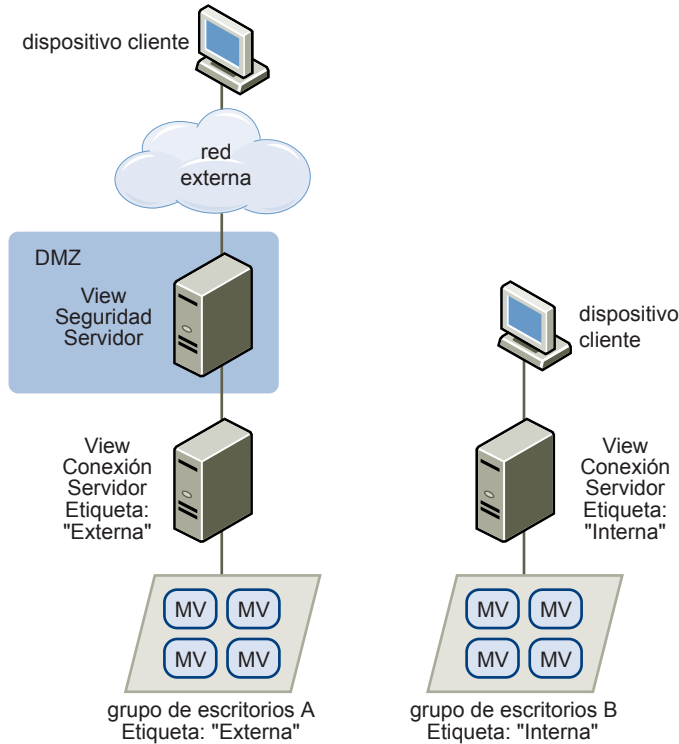 dispositivo cliente
red
externa
DMZ
View
Seguridad
Servidor
View
Conexión
Servidor
Etiqueta:
"Externa"
MV MV
MV MV
grupo de escritorios A
Etiqueta: "Externa"
dispositivo
cliente
View
Conexión
Servidor
Etiqueta:
"Interna"
MV MV
MV MV
grupo de escritorios B
Etiqueta: "Interna"